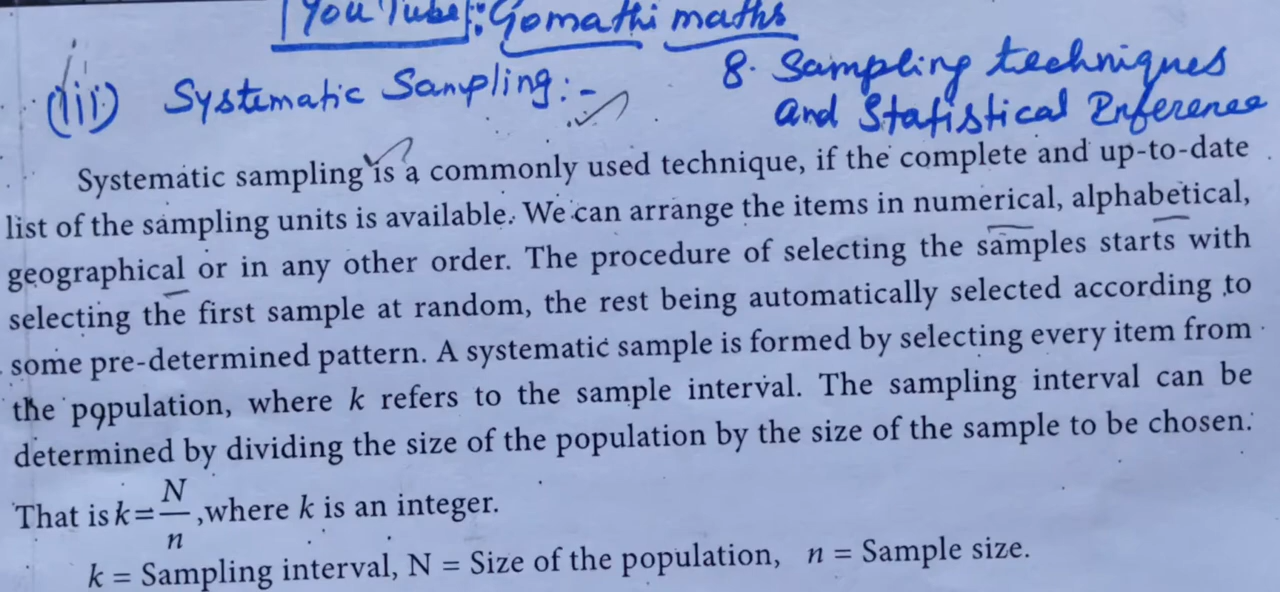 YouTube: Gomathi maths
(iii) Systematic Sampling:-
8. Sampling techniques
and Statistical Inference
Systematic sampling is a commonly used technique, if the complete and up-to-date
list of the sampling units is available. We can arrange the items in numerical, alphabetical,
geographical or in any other order. The procedure of selecting the samples starts with
selecting the first sample at random, the rest being automatically selected according to
some pre-determined pattern. A systematic sample is formed by selecting every item from
the population, where k refers to the sample interval. The sampling interval can be
determined by dividing the size of the population by the size of the sample to be chosen.
That is k=N/n,where k is an integer.
k = Sampling interval, N = Size of the population, n = Sample size.